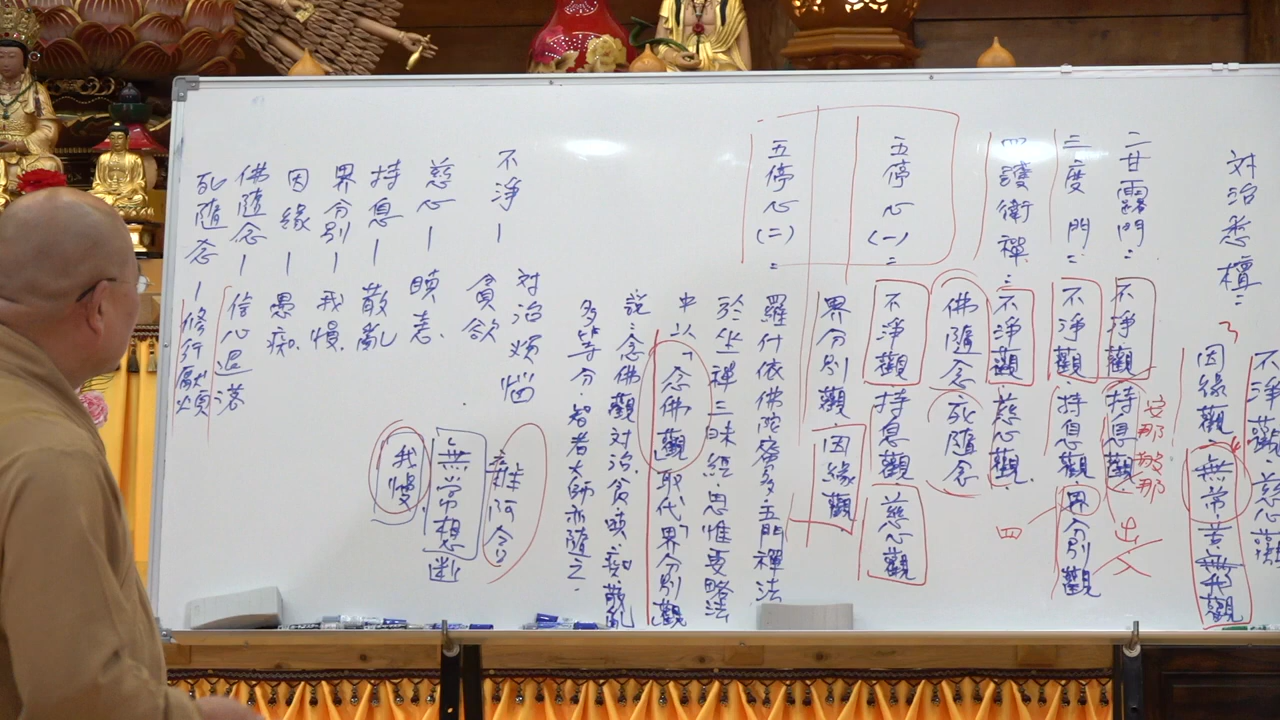 對治悉檀：
不淨觀．慈心觀
因緣觀．無常苦無我觀
二甘露門：不淨觀．持息觀
安那般那
出
入
三度門：不淨觀．持息觀．界分別觀
四
四護衛禪：不淨觀．慈心觀．
佛隨念．死隨念
五停心(一)：不淨觀．持息觀．慈心觀
界分別觀．因緣觀
五停心(二)：羅什依佛陀蜜多五門禪法
於坐禪三昧經．思惟要略法
中以「念佛觀」取代「界分別觀」
說．念佛觀對治貪瞋．痴．散亂
多等分．智者大師亦隨之．
對治煩惱
不淨－貪欲
慈心－瞋恚．
持息－散亂
界分別－我慢．
因緣－愚痴．
佛隨念－信心退落
死隨念－修行厭煩
雜阿含
無常想斷
我慢